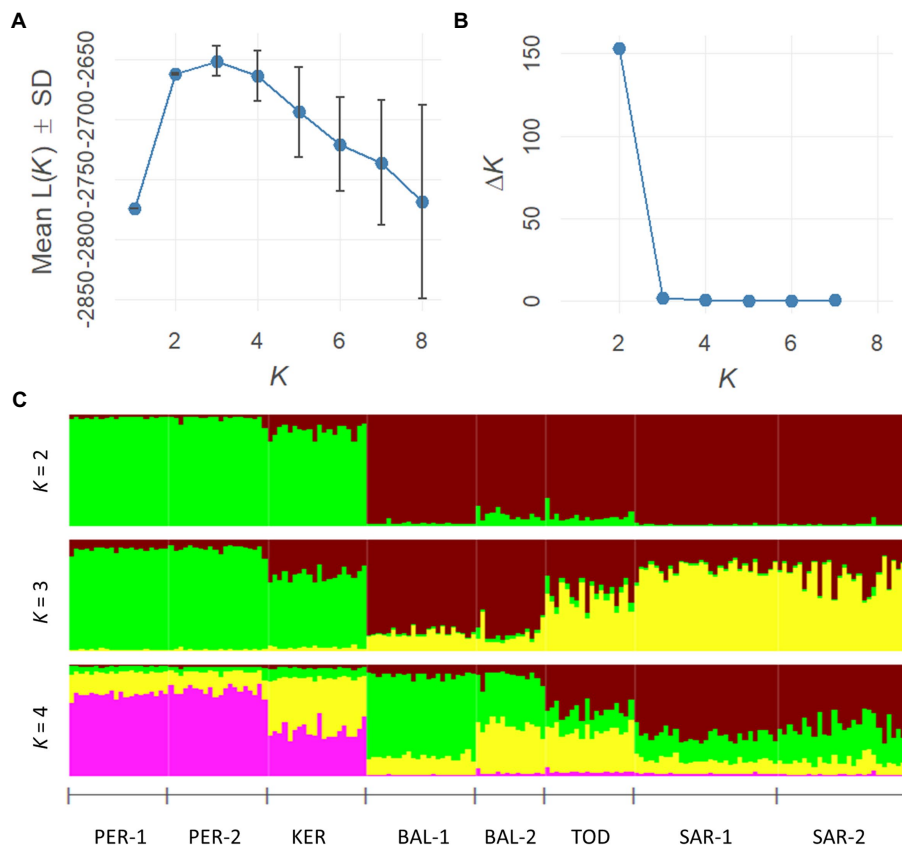 A
Mean L(K) ± SD
-2850-2800-2750-2700-2650
2 4 6 8
K
B
ΔK
150
100
50
0
2 4 6 8
K
C
K = 2
K = 3
K = 4
PER-1 PER-2 KER BAL-1 BAL-2 TOD SAR-1 SAR-2